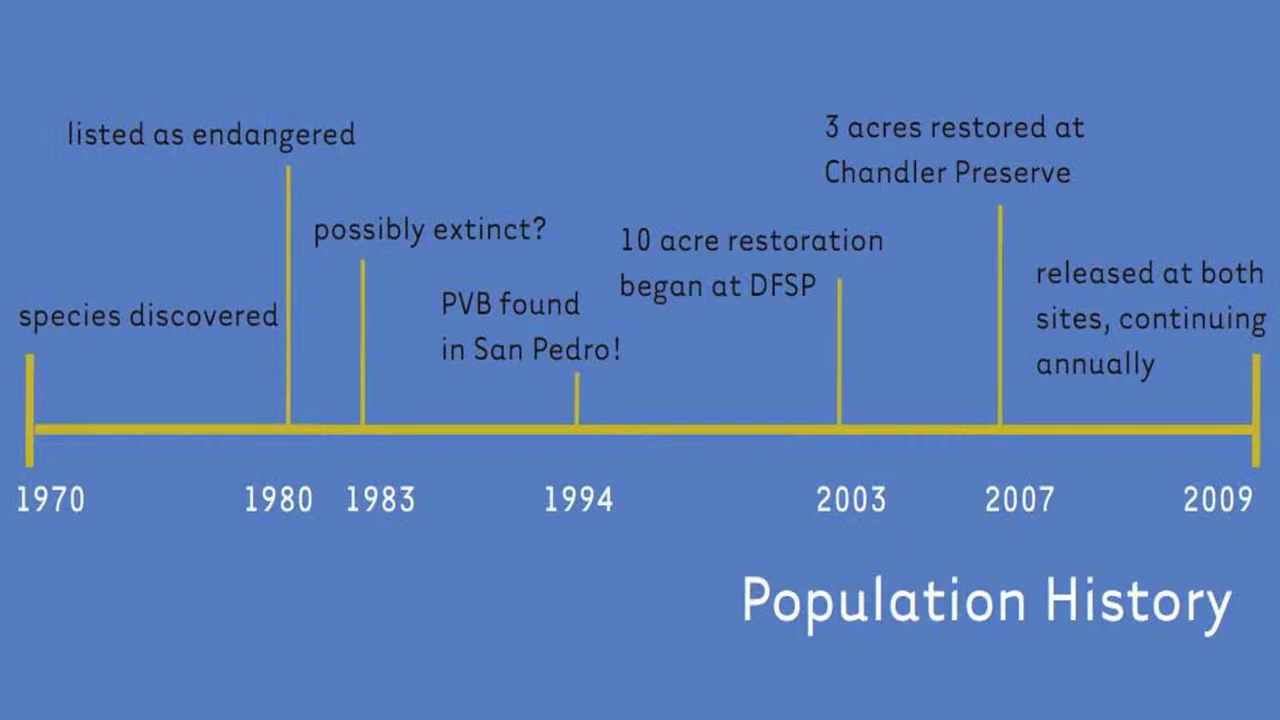 listed as endangered
possibly extinct?
species discovered
PVB found
in San Pedro!
10 acre restoration
began at DFSP
3 acres restored at
Chandler Preserve
released at both
sites, continuing
annually
1970 1980 1983 1994 2003 2007 2009
Population History